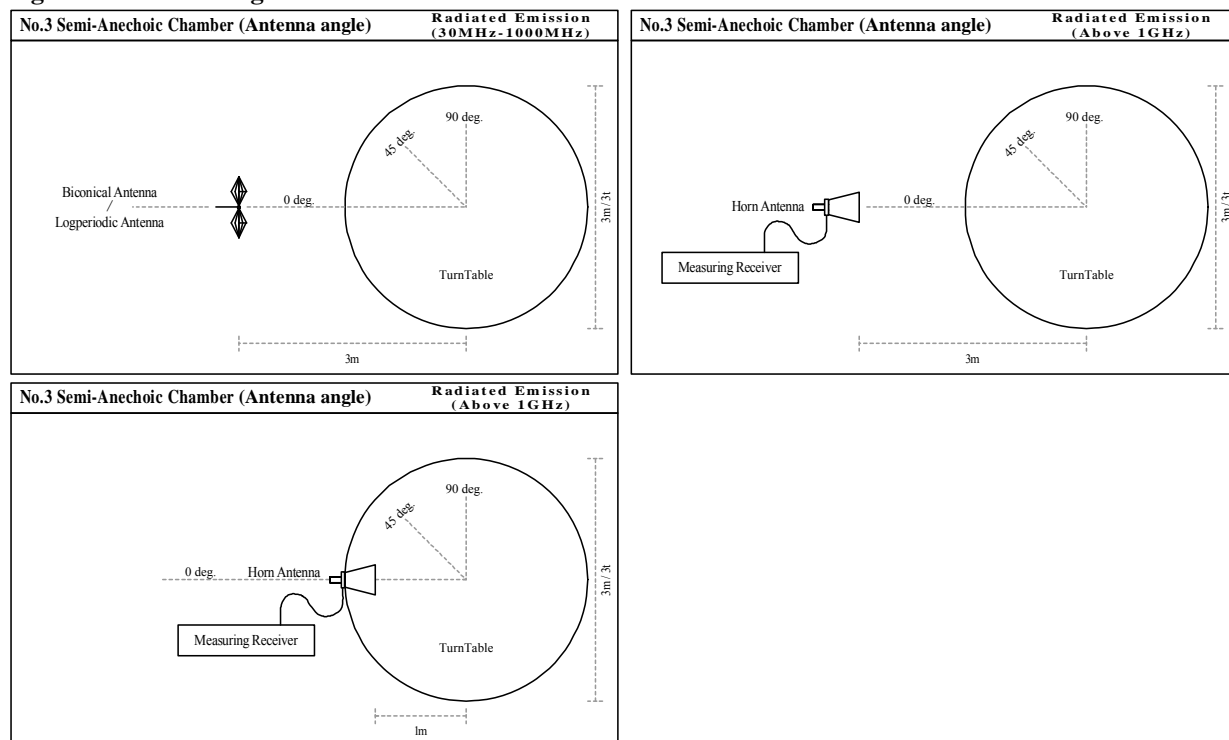 No.3 Semi-Anechoic Chamber (Antenna angle)
Radiated Emission
(30MHz-1000MHz)
90 deg.
45 deg.
Biconical Antenna
/
Logperiodic Antenna
0 deg.
3m / 3t
TurnTable
3m
No.3 Semi-Anechoic Chamber (Antenna angle)
Radiated Emission
(Above 1GHz)
90 deg.
45 deg.
Horn Antenna
0 deg.
3m / 3t
Measuring Receiver
TurnTable
3m
No.3 Semi-Anechoic Chamber (Antenna angle)
Radiated Emission
(Above 1GHz)
90 deg.
45 deg.
0 deg.
Horn Antenna
3m / 3t
Measuring Receiver
TurnTable
1m